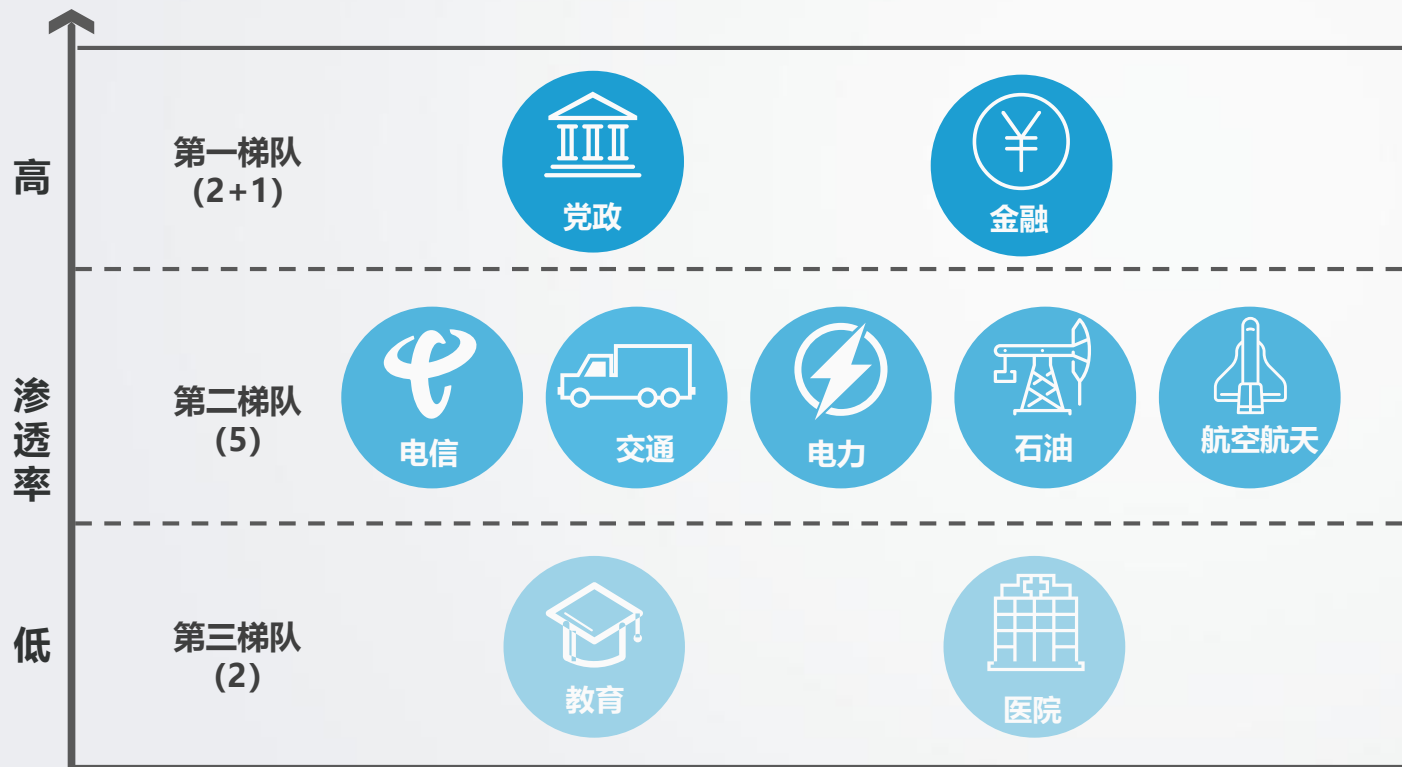 高
第一梯队
(2+1)
党政
金融
¥
渗透率
第二梯队
(5)
电信
交通
电力
石油
航空航天
低
第三梯队
(2)
教育
医院